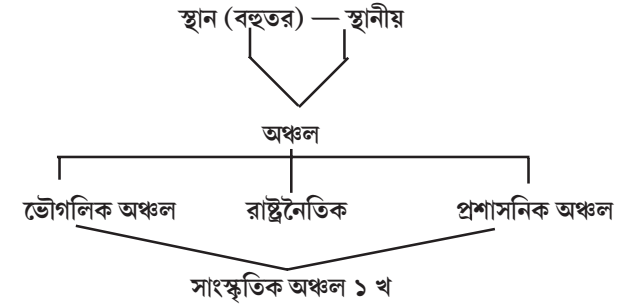 স্থান (বহুতর) — স্থানীয়
অঞ্চল
ভৌগলিক অঞ্চল রাষ্ট্রনৈতিক প্রশাসনিক অঞ্চল
সাংস্কৃতিক অঞ্চল ১ খ